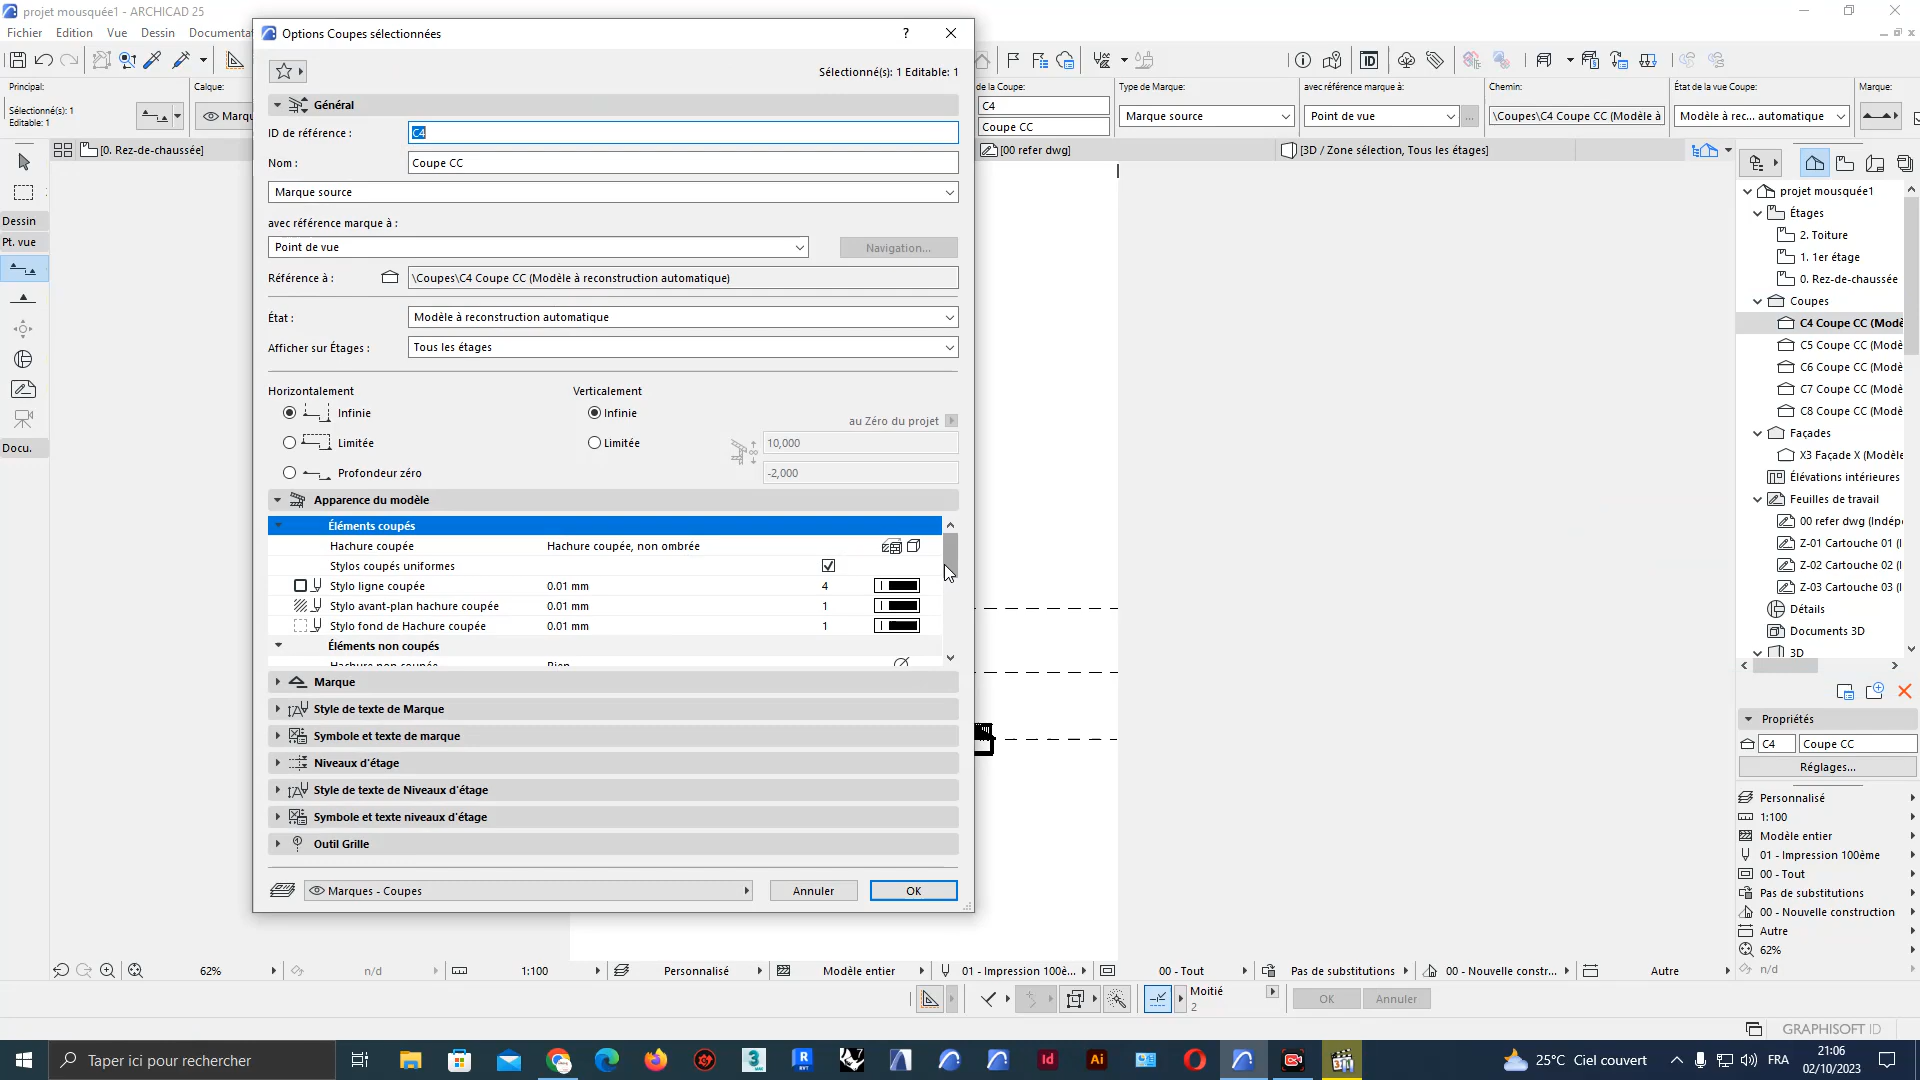 projet mousquée1 - ARCHICAD 25
Fichier Edition Vue Dessin Documenta
Options Coupes sélectionnées
?
Sélectionné(s): 1 Editable: 1
Principal:
Sélectionné(s): 1
Editable: 1
Calque:
Marqu
de la Coupe:
C4
Coupe CC
Type de Marque:
Marque source
avec référence marque à:
Point de vue
...
Chemin:
\Coupes\C4 Coupe CC (Modèle à
État de la vue Coupe:
Modèle à rec... automatique
Marque:
ID
[0. Rez-de-chaussée]
[00 refer dwg]
[3D / Zone sélection, Tous les étages]
Dessin
Pt. vue
Docu.
Général
ID de référence :
C4
Nom :
Coupe CC
Marque source
avec référence marque à :
Point de vue
Navigation...
Référence à :
\Coupes\C4 Coupe CC (Modèle à reconstruction automatique)
État :
Modèle à reconstruction automatique
Afficher sur Étages :
Tous les étages
Horizontalement
Verticalement
Infinie
Infinie
au Zéro du projet
Limitée
Limitée
10,000
Profondeur zéro
-2,000
Apparence du modèle
Éléments coupés
Hachure coupée Hachure coupée, non ombrée
Stylos coupés uniformes
Stylo ligne coupée 0.01 mm 4
Stylo avant-plan hachure coupée 0.01 mm 1
Stylo fond de Hachure coupée 0.01 mm 1
Éléments non coupés
Hachure non coupée Rien
Marque
Style de texte de Marque
Symbole et texte de marque
Niveaux d'étage
Style de texte de Niveaux d'étage
Symbole et texte niveaux d'étage
Outil Grille
Marques - Coupes
Annuler
OK
projet mousquée1
Étages
2. Toiture
1. 1er étage
0. Rez-de-chaussée
Coupes
C4 Coupe CC (Modè
C5 Coupe CC (Modè
C6 Coupe CC (Modè
C7 Coupe CC (Modè
C8 Coupe CC (Modè
Façades
X3 Façade X (Modèle
Élévations intérieures
Feuilles de travail
00 refer dwg (Indép
Z-01 Cartouche 01 (I
Z-02 Cartouche 02 (I
Z-03 Cartouche 03 (I
Détails
Documents 3D
3D
Propriétés
C4
Coupe CC
Réglages...
Personnalisé
1:100
Modèle entier
01 - Impression 100ème
00 - Tout
Pas de substitutions
00 - Nouvelle construction
Autre
62%
n/d
62%
n/d
1:100
Personnalisé
Modèle entier
01 - Impression 100è...
00 - Tout
Pas de substitutions
00 - Nouvelle constr...
Autre
Moitié
2
OK
Annuler
GRAPHISOFT ID
Taper ici pour rechercher
3
R
RVT
Id
Ai
25°C Ciel couvert
FRA
21:06
02/10/2023